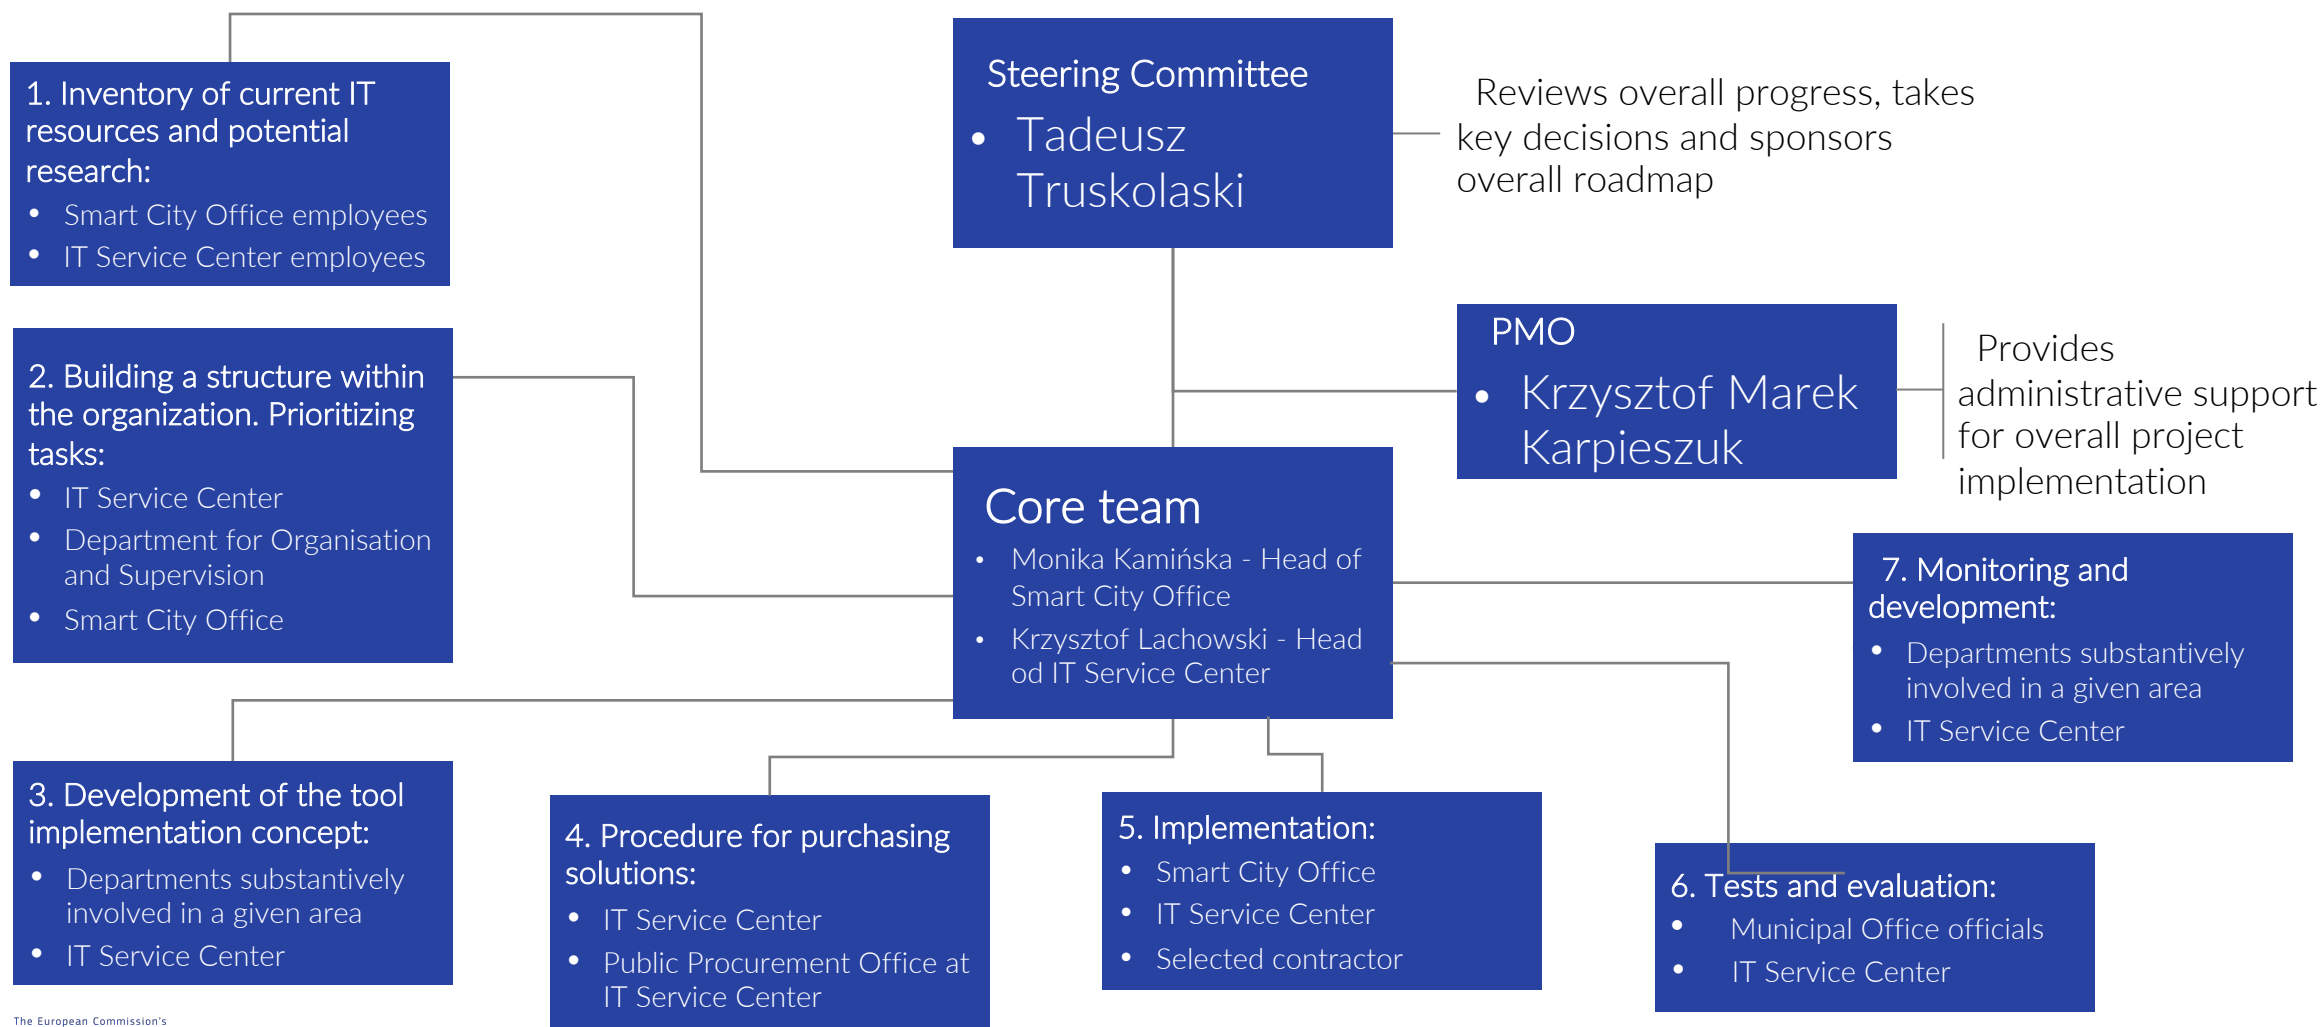 1. Inventory of current IT
resources and potential
research:
• Smart City Office employees
• IT Service Center employees
Steering Committee
• Tadeusz
Truskolaski
Reviews overall progress, takes
key decisions and sponsors
overall roadmap
PMO
• Krzysztof Marek
Karpieszuk
Provides
administrative support
for overall project
implementation
2. Building a structure within
the organization. Prioritizing
tasks:
• IT Service Center
• Department for Organisation
and Supervision
• Smart City Office
Core team
• Monika Kamińska - Head of
Smart City Office
• Krzysztof Lachowski - Head
od IT Service Center
7. Monitoring and
development:
• Departments substantively
involved in a given area
• IT Service Center
3. Development of the tool
implementation concept:
• Departments substantively
involved in a given area
• IT Service Center
4. Procedure for purchasing
solutions:
• IT Service Center
• Public Procurement Office at
IT Service Center
5. Implementation:
• Smart City Office
• IT Service Center
• Selected contractor
6. Tests and evaluation:
• Municipal Office officials
• IT Service Center
The European Commission's